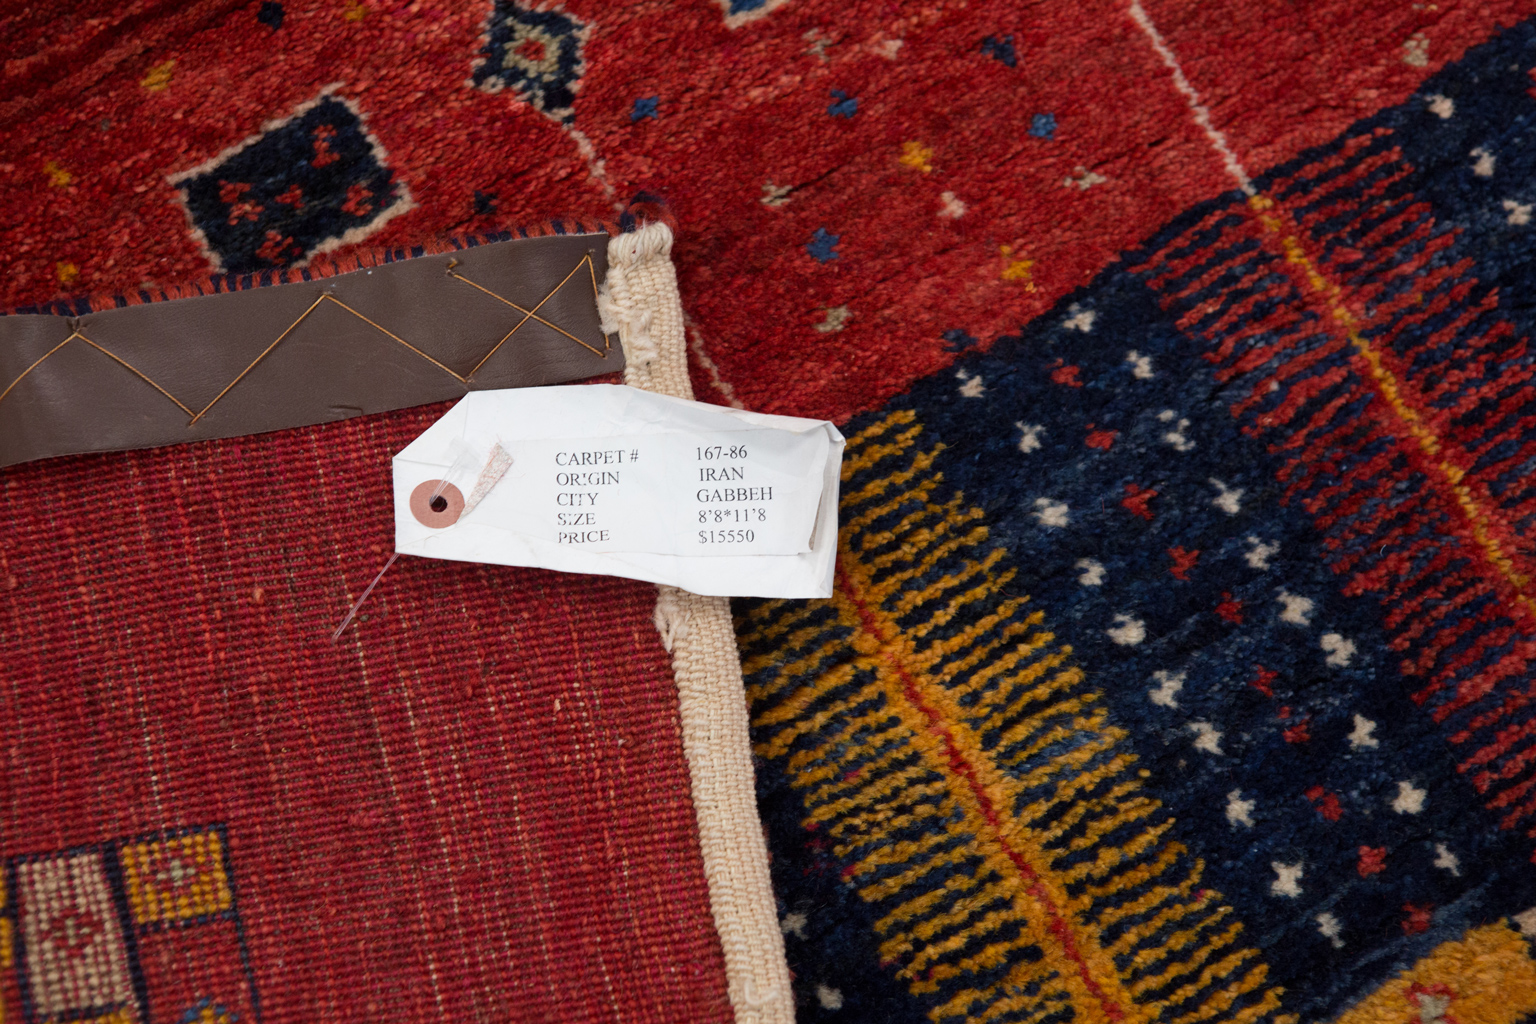 CARPET # 167-86
ORIGIN IRAN
CITY GABBEH
SIZE 8'8*11'8
PRICE $15550